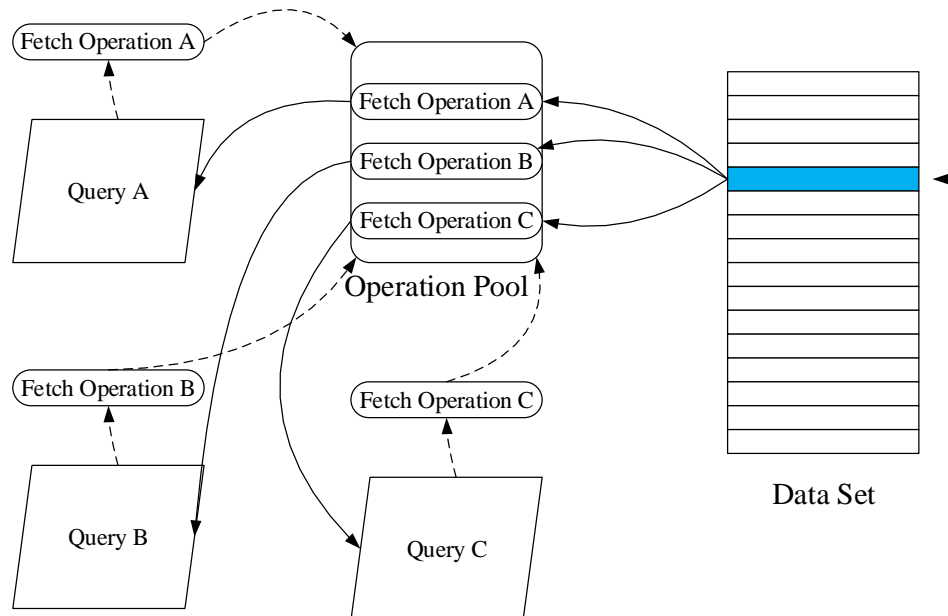 Fetch Operation A
Query A
Fetch Operation A
Fetch Operation B
Fetch Operation C
Operation Pool
Fetch Operation B
Query B
Fetch Operation C
Query C
Data Set